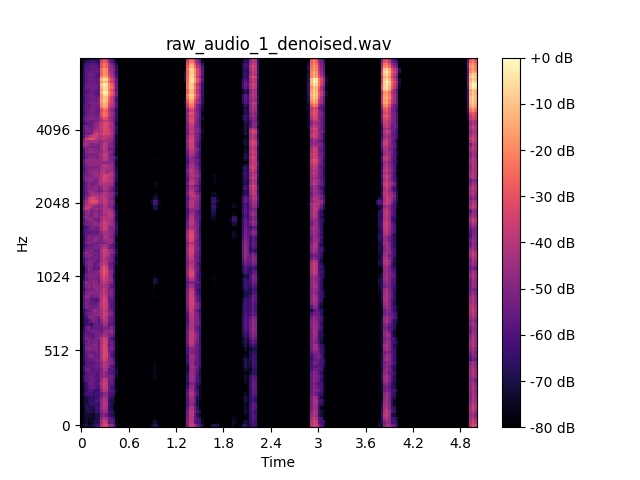 raw_audio_1_denoised.wav
Hz
4096
2048
1024
512
0
0 0.6 1.2 1.8 2.4 3 3.6 4.2 4.8
Time
+0 dB
-10 dB
-20 dB
-30 dB
-40 dB
-50 dB
-60 dB
-70 dB
-80 dB